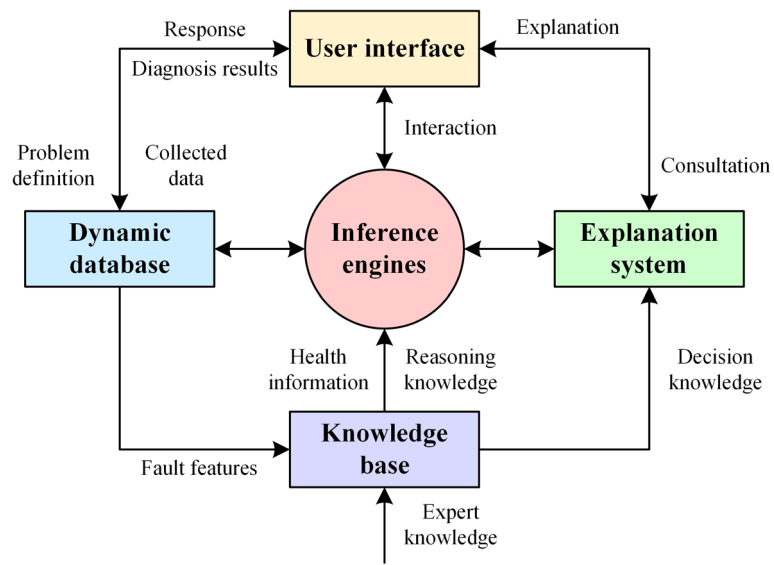 Response
User interface
Explanation
Diagnosis results
Interaction
Problem
definition
Collected
data
Consultation
Dynamic
database
Inference
engines
Explanation
system
Health
information
Reasoning
knowledge
Decision
knowledge
Knowledge
base
Fault features
Expert
knowledge